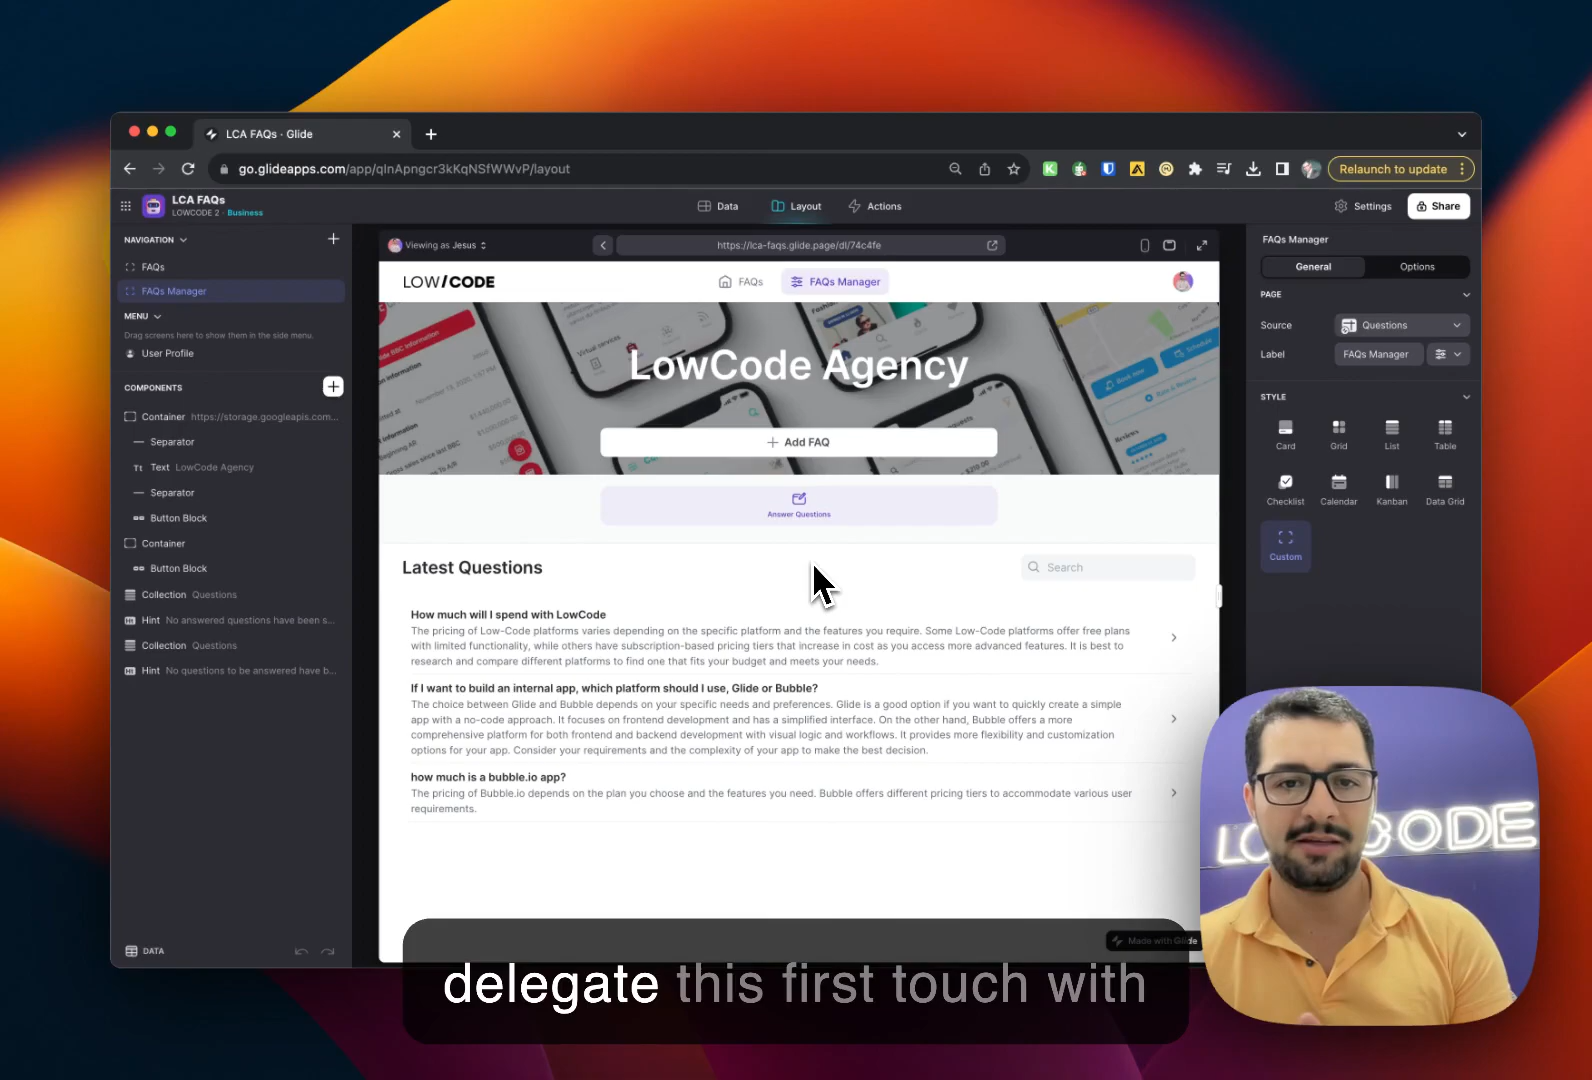 LCA FAQs · Glide
go.glideapps.com/app/qInApngcr3kKqNSfWWvP/layout
Relaunch to update
LCA FAQs
LOWCODE 2 · Business
Data
Layout
Actions
Settings
Share
NAVIGATION
FAQs
FAQs Manager
MENU
Drag screens here to show them in the side menu.
User Profile
COMPONENTS
Container https://storage.googleapis.com...
Separator
Tt Text LowCode Agency
Separator
Button Block
Container
Button Block
Collection Questions
Hint No answered questions have been s...
Collection Questions
Hint No questions to be answered have b...
DATA
Viewing as Jesus
https://lca-faqs.glide.page/dl/74c4fe
LOW/CODE
FAQs
FAQs Manager
LowCode Agency
Add FAQ
Answer Questions
Latest Questions
Search
How much will I spend with LowCode
The pricing of Low-Code platforms varies depending on the specific platform and the features you require. Some Low-Code platforms offer free plans
with limited functionality, while others have subscription-based pricing tiers that increase in cost as you access more advanced features. It is best to
research and compare different platforms to find one that fits your budget and meets your needs.
If I want to build an internal app, which platform should I use, Glide or Bubble?
The choice between Glide and Bubble depends on your specific needs and preferences. Glide is a good option if you want to quickly create a simple
app with a no-code approach. It focuses on frontend development and has a simplified interface. On the other hand, Bubble offers a more
comprehensive platform for both frontend and backend development with visual logic and workflows. It provides more flexibility and customization
options for your app. Consider your requirements and the complexity of your app to make the best decision.
how much is a bubble.io app?
The pricing of Bubble.io depends on the plan you choose and the features you need. Bubble offers different pricing tiers to accommodate various user
requirements.
Made with Glide
FAQs Manager
General
Options
PAGE
Source
Questions
Label
FAQs Manager
STYLE
Card
Grid
List
Table
Checklist
Calendar
Kanban
Data Grid
Custom
delegate this first touch with